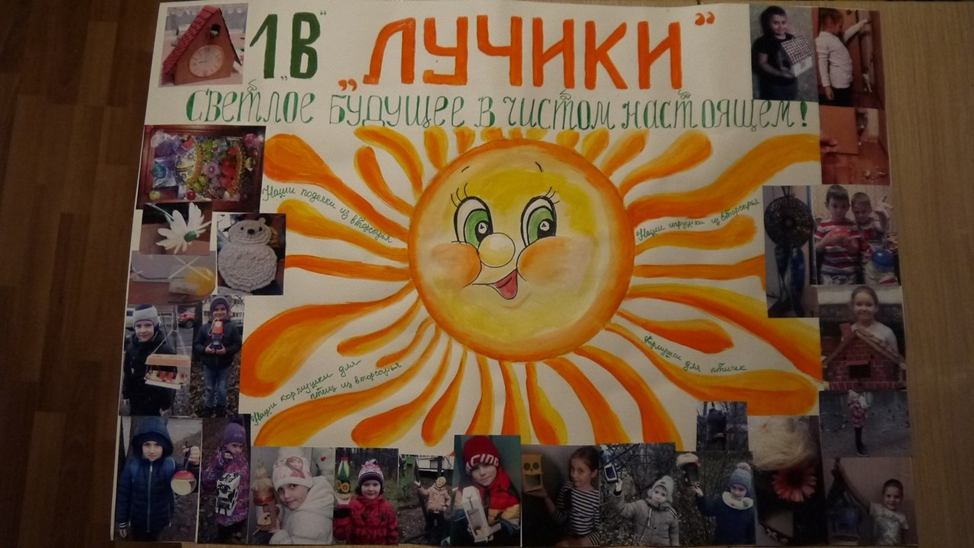 1"В" „ЛУЧИКИ"
СВЕТЛОЕ БУДУЩЕЕ В ЧИСТОМ НАСТОЯЩЕМ!
Наши поделки из вторсырья
Наши игрушки из вторсырья
Наши кормушки для
птиц из вторсырья
Кормушки для птичек